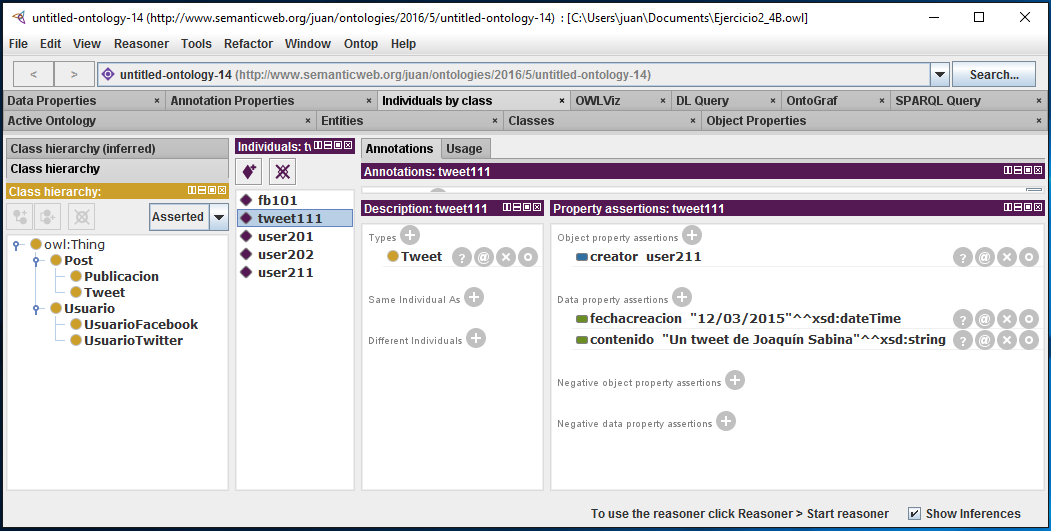 untitled-ontology-14 (http://www.semanticweb.org/juan/ontologies/2016/5/untitled-ontology-14) : [C:\Users\juan\Documents\Ejercicio2_4B.owl]
File Edit View Reasoner Tools Refactor Window Ontop Help
< > untitled-ontology-14 (http://www.semanticweb.org/juan/ontologies/2016/5/untitled-ontology-14) Search...
Data Properties × Annotation Properties × Individuals by class × OWLViz × DL Query × OntoGraf × SPARQL Query ×
Active Ontology × Entities × Classes × Object Properties ×
Class hierarchy (inferred)
Class hierarchy
Class hierarchy:
Asserted
owl:Thing
Post
Publicacion
Tweet
Usuario
UsuarioFacebook
UsuarioTwitter
Individuals: tv
fb101
tweet111
user201
user202
user211
Annotations Usage
Annotations: tweet111
Description: tweet111
Types
Tweet
Same Individual As
Different Individuals
Property assertions: tweet111
Object property assertions
creator user211
Data property assertions
fechacreacion "12/03/2015"^^xsd:dateTime
contenido "Un tweet de Joaquín Sabina"^^xsd:string
Negative object property assertions
Negative data property assertions
To use the reasoner click Reasoner > Start reasoner Show Inferences